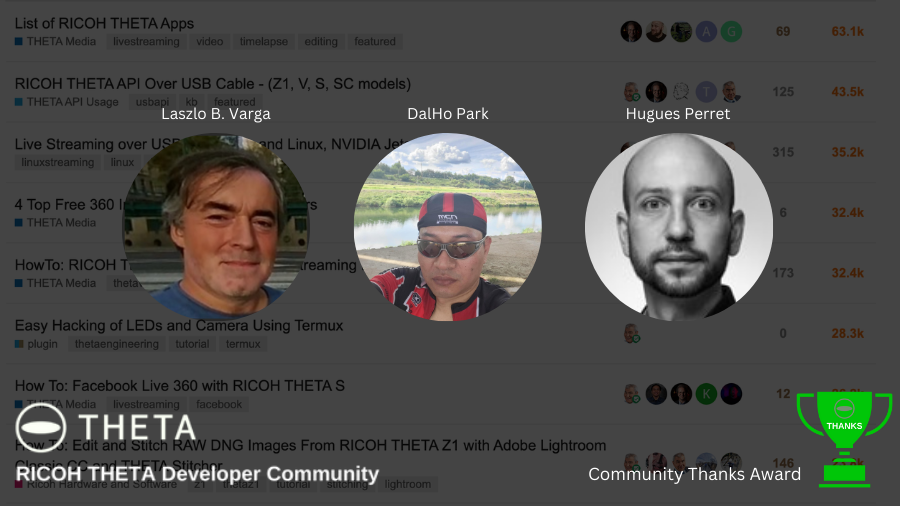 List of RICOH THETA Apps
THETA Media livestreaming video timelapse editing featured
A G
69 63.1k
RICOH THETA API Over USB Cable - (Z1, V, S, SC models)
THETA API Usage usbapi kb featured
T
125 43.5k
Laszlo B. Varga DalHo Park Hugues Perret
Live Streaming over USB and Linux, NVIDIA Jet
linuxstreaming linux
315 35.2k
4 Top Free 360 rs
THETA Media
6 32.4k
HowTo: RICOH T treaming
THETA Media theta
173 32.4k
Easy Hacking of LEDs and Camera Using Termux
plugin thetaengineering tutorial termux
0 28.3k
How To: Facebook Live 360 with RICOH THETA S
THETA Media livestreaming facebook
K
12
THANKS
THETA
How To: Edit and Stitch RAW DNG Images From RICOH THETA Z1 with Adobe Lightroom
Classic CC and THETA Stitcher
146
RICOH THETA Developer Community
Community Thanks Award
Ricoh Hardware and Software z1 thetaz1 tutorial stitching lightroom